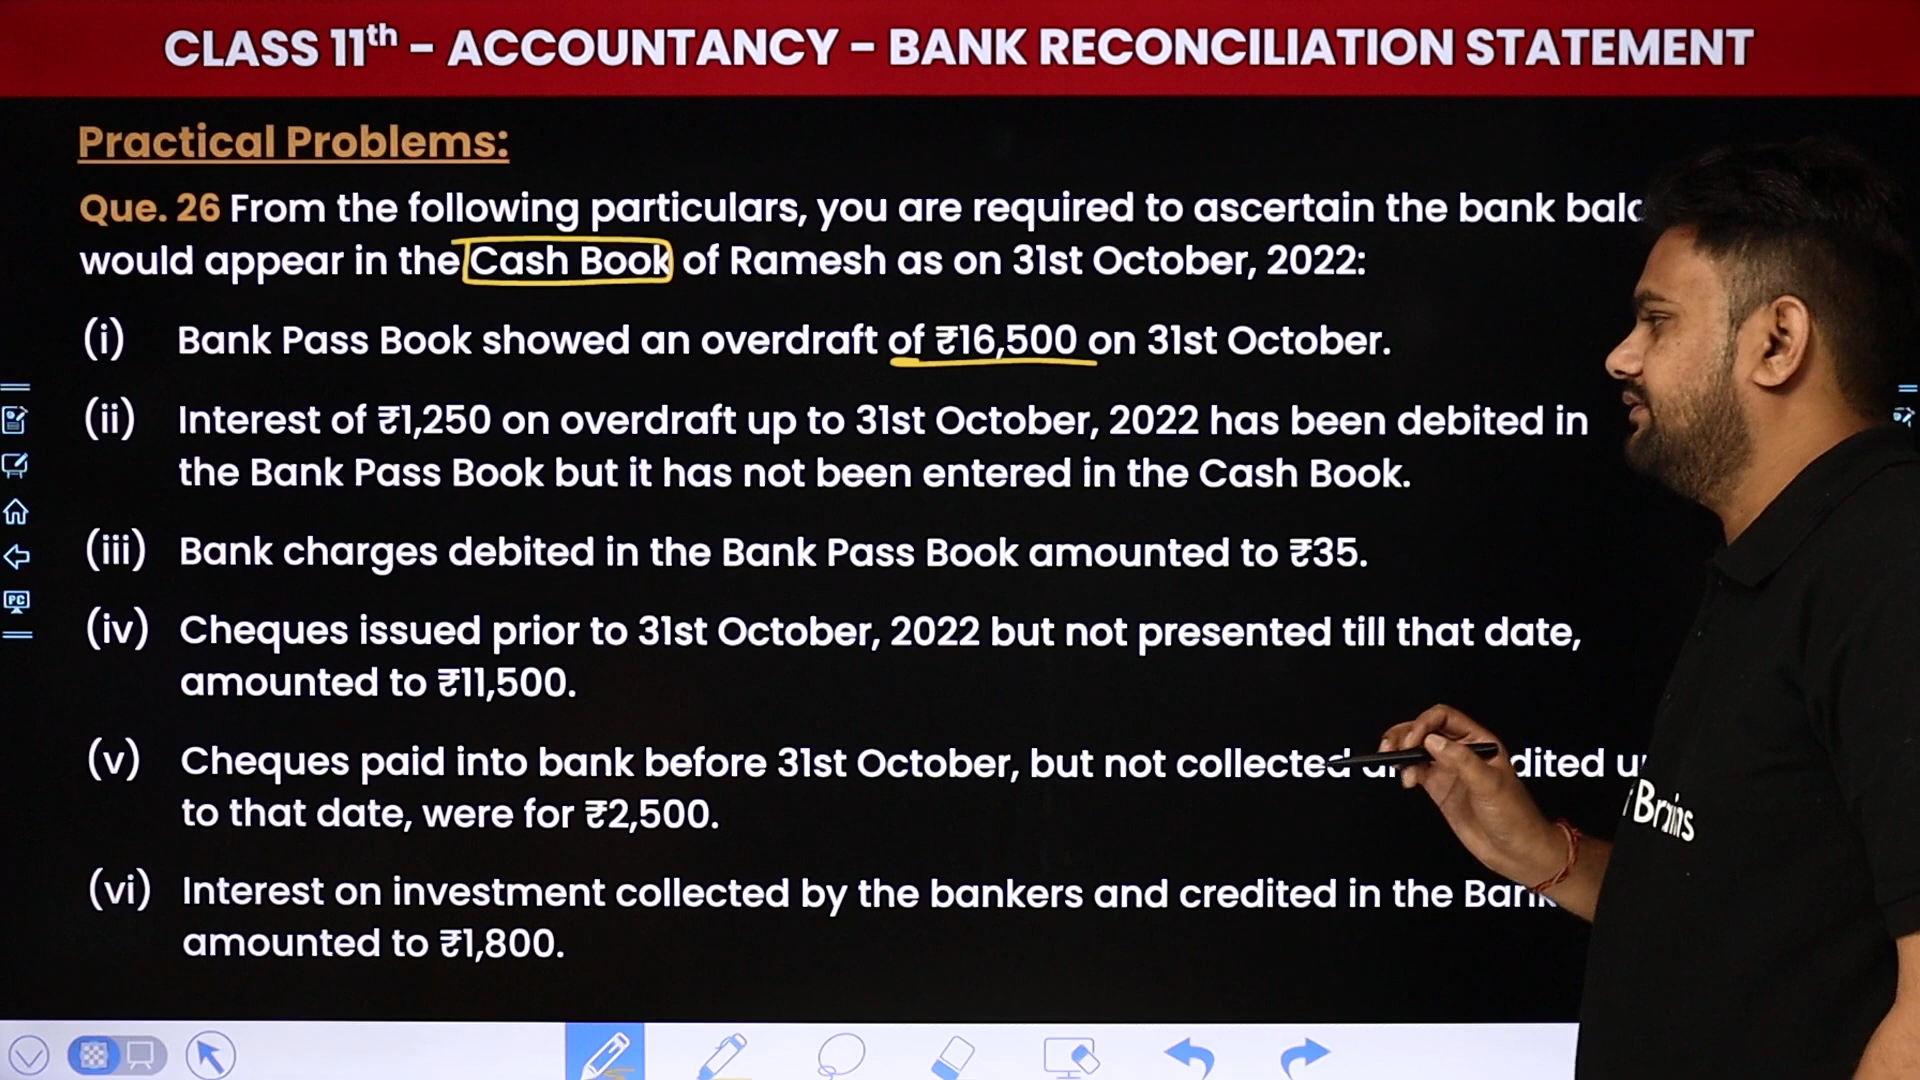 CLASS 11th - ACCOUNTANCY - BANK RECONCILIATION STATEMENT
Practical Problems:
Que. 26 From the following particulars, you are required to ascertain the bank
would appear in the Cash Book of Ramesh as on 31st October, 2022:
(i) Bank Pass Book showed an overdraft of ₹16,500 on 31st October.
(ii) Interest of ₹1,250 on overdraft up to 31st October, 2022 has been debited in
the Bank Pass Book but it has not been entered in the Cash Book.
(iii) Bank charges debited in the Bank Pass Book amounted to ₹35.
(iv) Cheques issued prior to 31st October, 2022 but not presented till that date,
amounted to ₹11,500.
(v) Cheques paid into bank before 31st October, but not collected
to that date, were for ₹2,500.
(vi) Interest on investment collected by the bankers and credited in the
amounted to ₹1,800.
Brains
PC